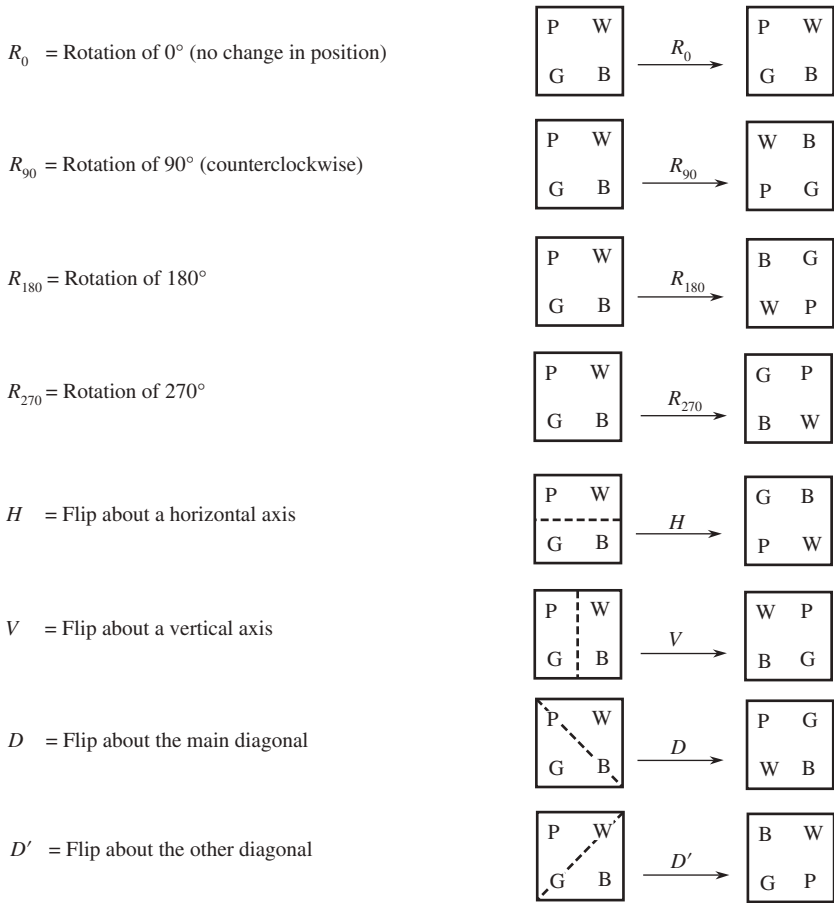 P W P W
R₀ = Rotation of 0° (no change in position) R₀
G B G B
P W W B
R₉₀ = Rotation of 90° (counterclockwise) R₉₀
G B P G
P W B G
R₁₈₀ = Rotation of 180° R₁₈₀
G B W P
P W G P
R₂₇₀ = Rotation of 270° R₂₇₀
G B B W
P W G B
H = Flip about a horizontal axis H
G B P W
P W W P
V = Flip about a vertical axis V
G B B G
P W P G
D = Flip about the main diagonal D
G B W B
P W B W
D′ = Flip about the other diagonal D′
G B G P